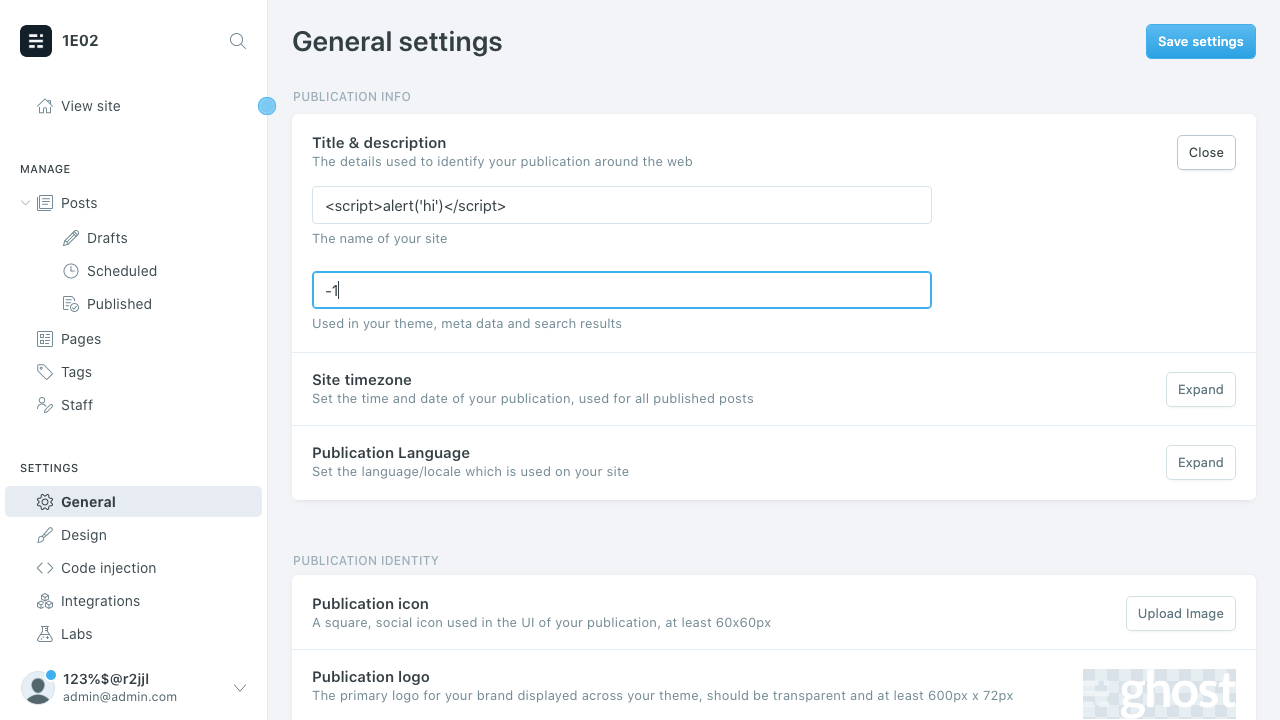 1E02
View site
MANAGE
Posts
Drafts
Scheduled
Published
Pages
Tags
Staff
SETTINGS
General
Design
Code injection
Integrations
Labs
123%$@r2jjl
admin@admin.com
General settings
Save settings
PUBLICATION INFO
Title & description
The details used to identify your publication around the web
Close
<script>alert('hi')</script>
The name of your site
-1
Used in your theme, meta data and search results
Site timezone
Set the time and date of your publication, used for all published posts
Expand
Publication Language
Set the language/locale which is used on your site
Expand
PUBLICATION IDENTITY
Publication icon
A square, social icon used in the UI of your publication, at least 60x60px
Upload Image
Publication logo
The primary logo for your brand displayed across your theme, should be transparent and at least 600px x 72px
ghost